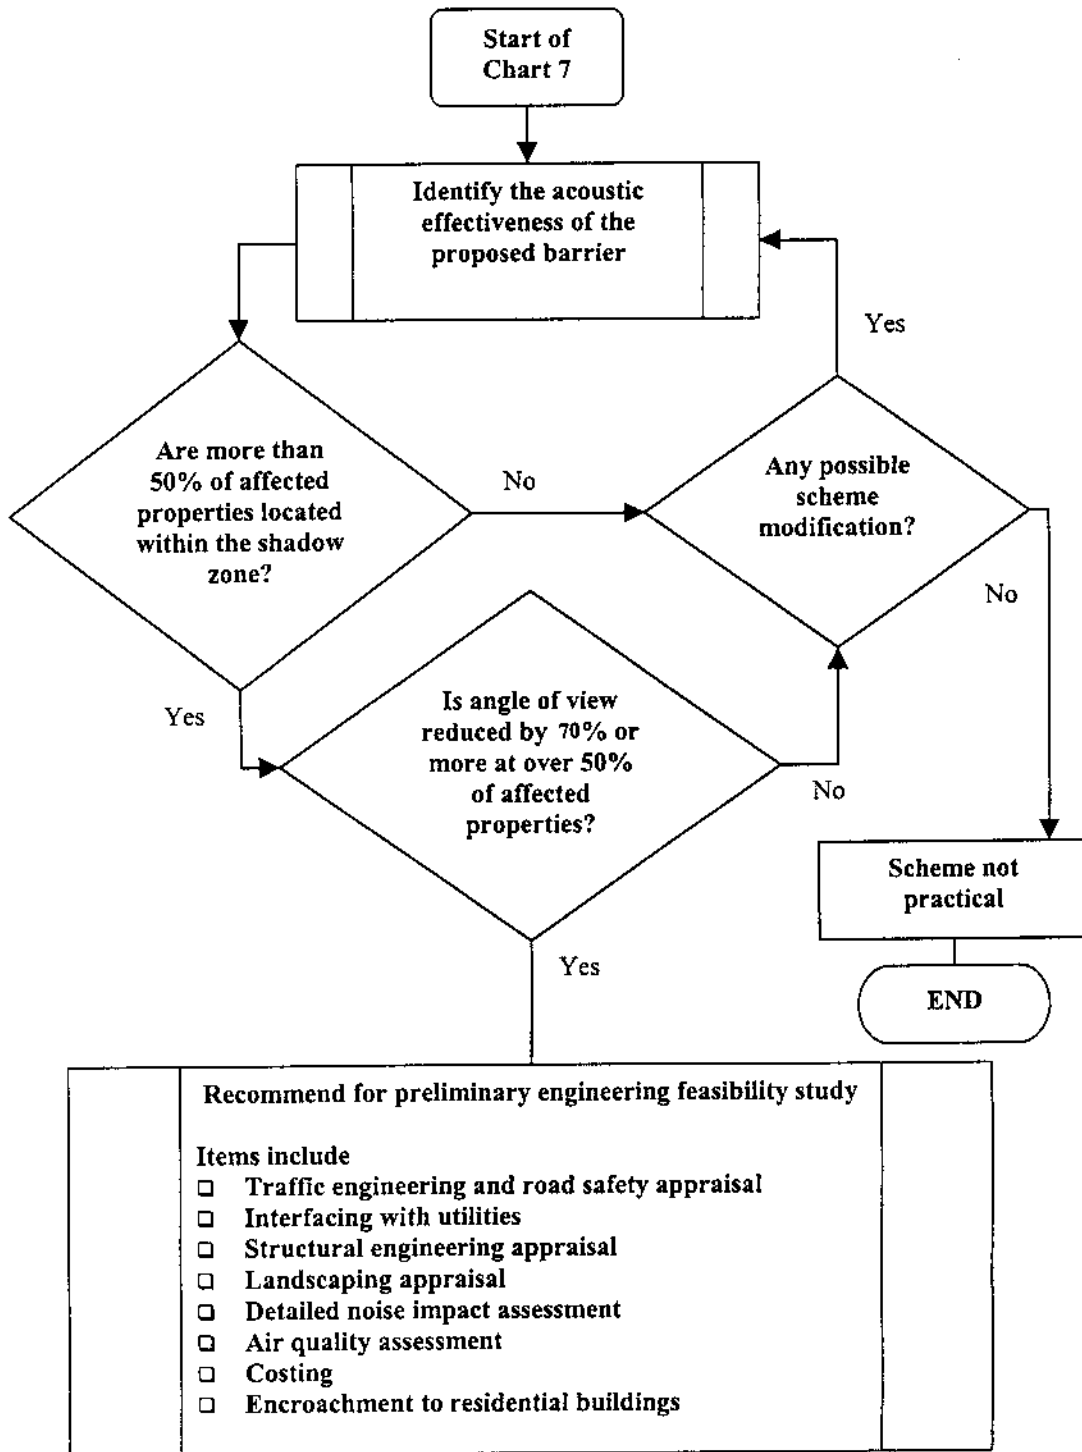 Start of
Chart 7
Identify the acoustic
effectiveness of the
proposed barrier
Yes
Are more than
50% of affected
properties located
within the shadow
zone?
No
Any possible
scheme
modification?
No
Yes
Is angle of view
reduced by 70% or
more at over 50%
of affected
properties?
No
Scheme not
practical
Yes
END
Recommend for preliminary engineering feasibility study
Items include
❑ Traffic engineering and road safety appraisal
❑ Interfacing with utilities
❑ Structural engineering appraisal
❑ Landscaping appraisal
❑ Detailed noise impact assessment
❑ Air quality assessment
❑ Costing
❑ Encroachment to residential buildings